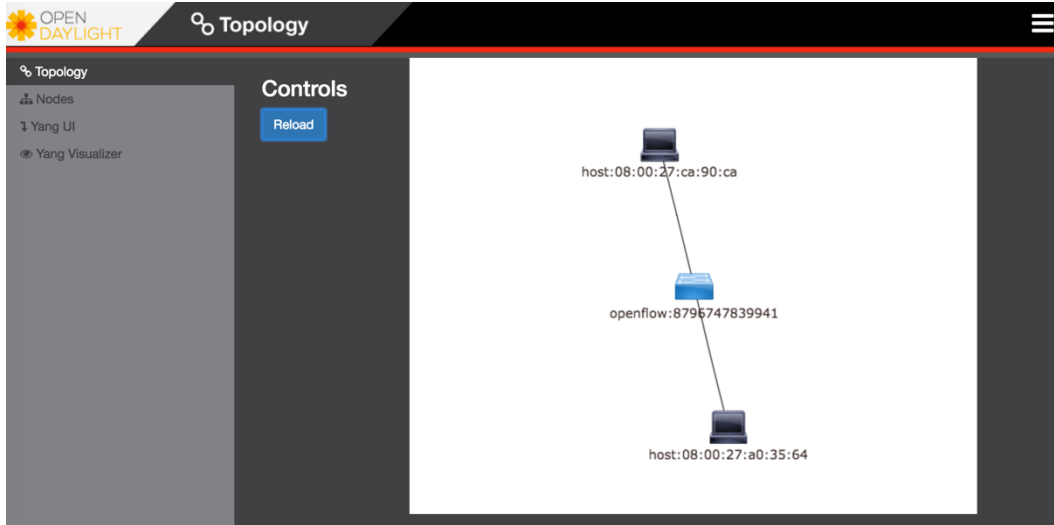 OPEN
DAYLIGHT
Topology
Topology
Nodes
Yang UI
Yang Visualizer
Controls
Reload
host:08:00:27:ca:90:ca
openflow:8796747839941
host:08:00:27:a0:35:64